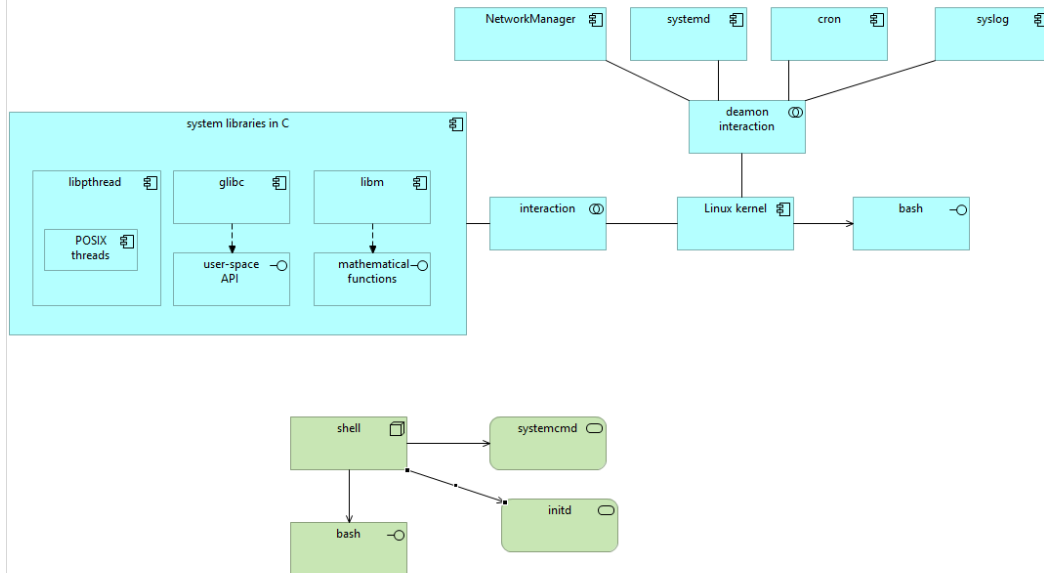 NetworkManager
systemd
cron
syslog
deamon
interaction
system libraries in C
libpthread
glibc
libm
POSIX
threads
user-space
API
mathematical
functions
interaction
Linux kernel
bash
shell
systemcmd
initd
bash